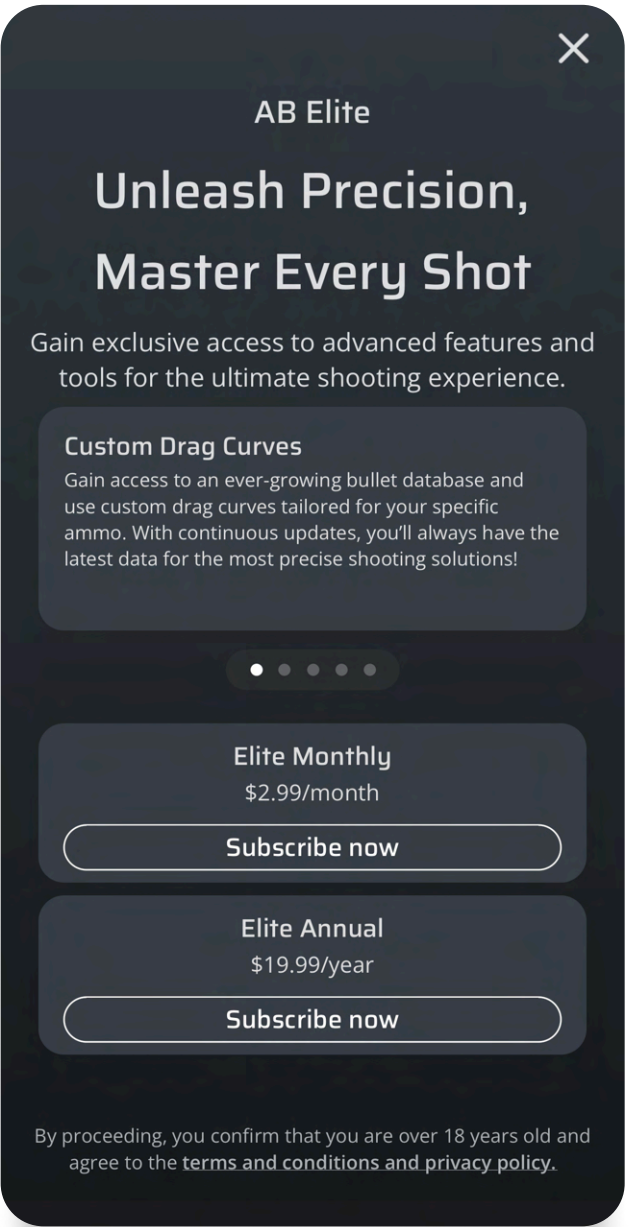 AB Elite
Unleash Precision,
Master Every Shot
Gain exclusive access to advanced features and
tools for the ultimate shooting experience.
Custom Drag Curves
Gain access to an ever-growing bullet database and
use custom drag curves tailored for your specific
ammo. With continuous updates, you’ll always have the
latest data for the most precise shooting solutions!
Elite Monthly
$2.99/month
Subscribe now
Elite Annual
$19.99/year
Subscribe now
By proceeding, you confirm that you are over 18 years old and
agree to the terms and conditions and privacy policy.